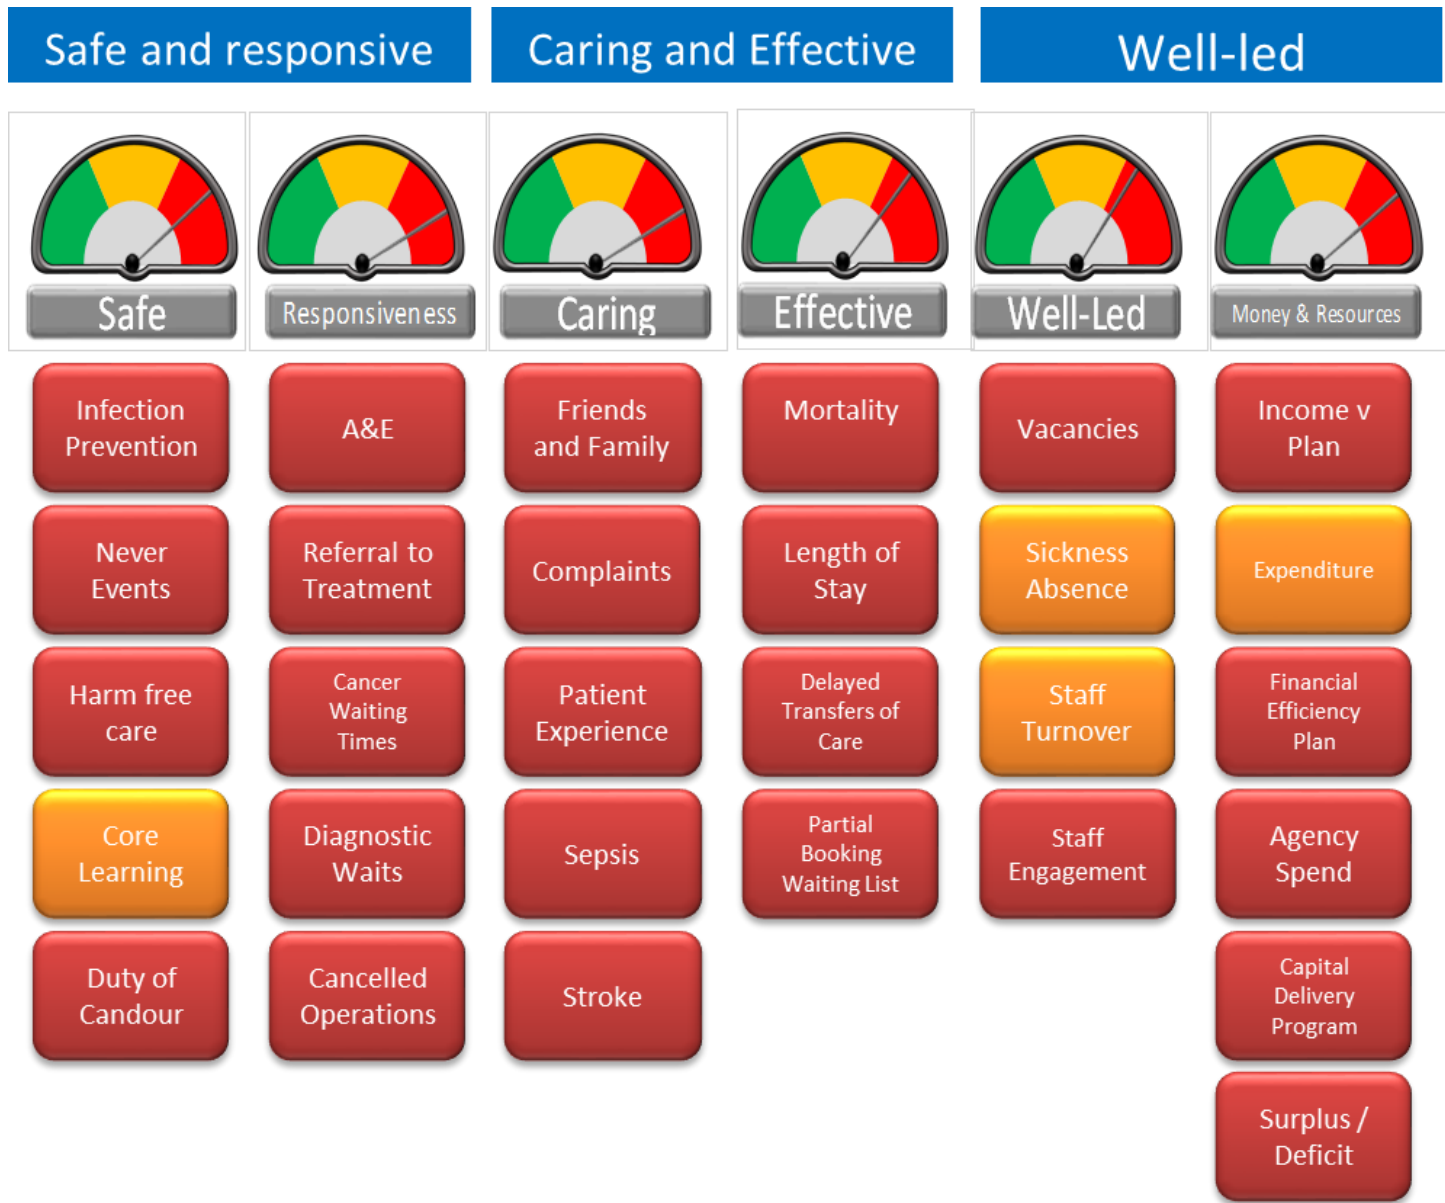 Safe and responsive
Caring and Effective
Well-led
Safe
Responsiveness
Caring
Effective
Well-Led
Money & Resources
Infection
Prevention
Never
Events
Harm free
care
Core
Learning
Duty of
Candour
A&E
Referral to
Treatment
Cancer
Waiting
Times
Diagnostic
Waits
Cancelled
Operations
Friends
and Family
Complaints
Patient
Experience
Sepsis
Stroke
Mortality
Length of
Stay
Delayed
Transfers of
Care
Partial
Booking
Waiting List
Vacancies
Sickness
Absence
Staff
Turnover
Staff
Engagement
Income v
Plan
Expenditure
Financial
Efficiency
Plan
Agency
Spend
Capital
Delivery
Program
Surplus /
Deficit